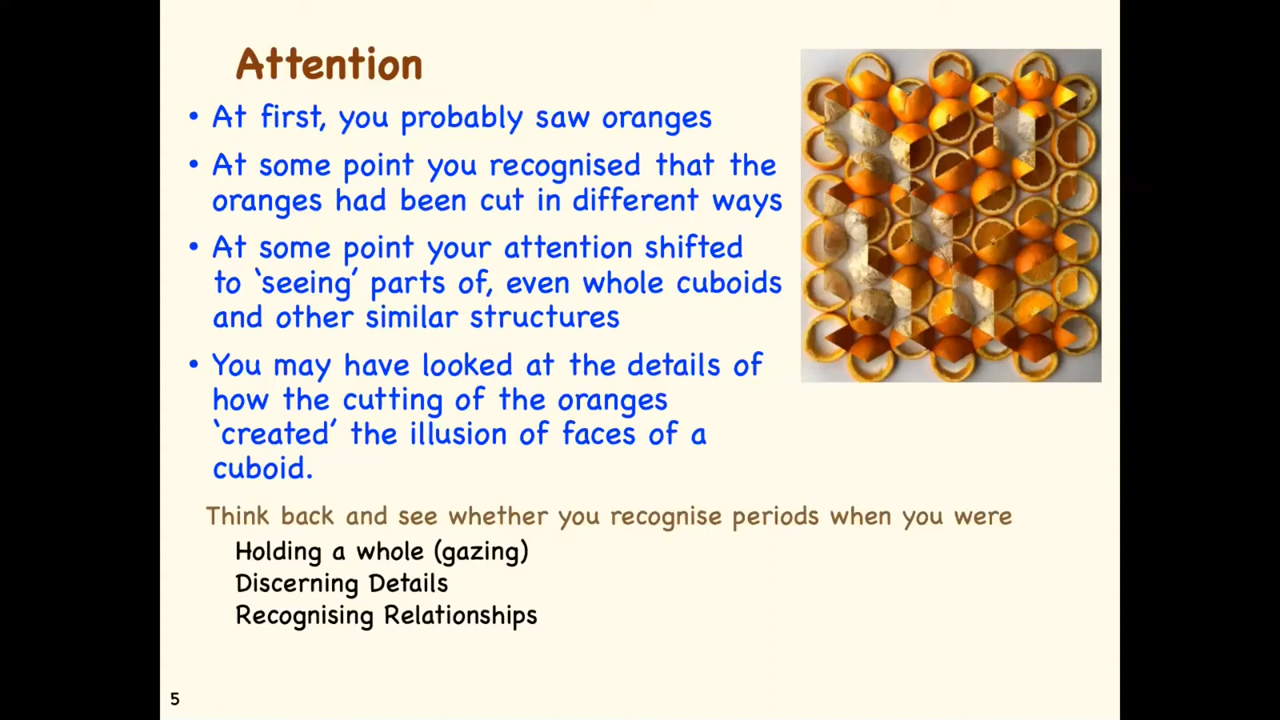 Attention
• At first, you probably saw oranges
• At some point you recognised that the
oranges had been cut in different ways
• At some point your attention shifted
to ‘seeing’ parts of, even whole cuboids
and other similar structures
• You may have looked at the details of
how the cutting of the oranges
‘created’ the illusion of faces of a
cuboid.
Think back and see whether you recognise periods when you were
Holding a whole (gazing)
Discerning Details
Recognising Relationships
5